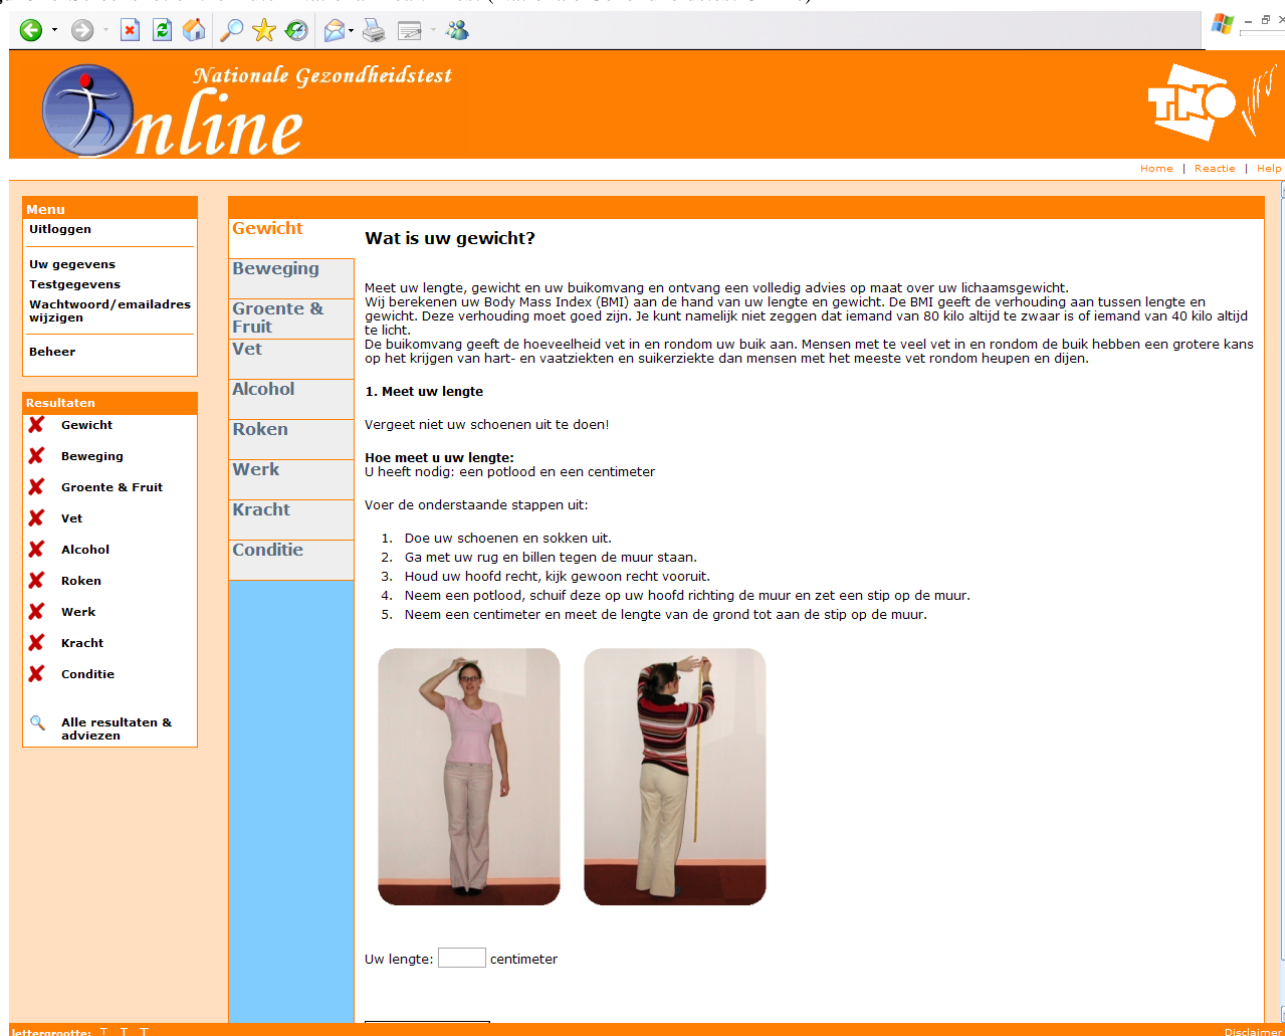 Nationale Gezondheidstest
Online
TNO
Home | Reactie | Help
Menu
Uitloggen
Uw gegevens
Testgegevens
Wachtwoord/emailadres
wijzigen
Beheer
Resultaten
Gewicht
Beweging
Groente & Fruit
Vet
Alcohol
Roken
Werk
Kracht
Conditie
Alle resultaten &
adviezen
Gewicht
Beweging
Groente &
Fruit
Vet
Alcohol
Roken
Werk
Kracht
Conditie
Wat is uw gewicht?
Meet uw lengte, gewicht en uw buikomvang en ontvang een volledig advies op maat over uw lichaamsgewicht.
Wij berekenen uw Body Mass Index (BMI) aan de hand van uw lengte en gewicht. De BMI geeft de verhouding aan tussen lengte en
gewicht. Deze verhouding moet goed zijn. Je kunt namelijk niet zeggen dat iemand van 80 kilo altijd te zwaar is of iemand van 40 kilo altijd
te licht.
De buikomvang geeft de hoeveelheid vet in en rondom uw buik aan. Mensen met te veel vet in en rondom de buik hebben een grotere kans
op het krijgen van hart- en vaatziekten en suikerziekte dan mensen met het meeste vet rondom heupen en dijen.
1. Meet uw lengte
Vergeet niet uw schoenen uit te doen!
Hoe meet u uw lengte:
U heeft nodig: een potlood en een centimeter
Voer de onderstaande stappen uit:
1. Doe uw schoenen en sokken uit.
2. Ga met uw rug en billen tegen de muur staan.
3. Houd uw hoofd recht, kijk gewoon recht vooruit.
4. Neem een potlood, schuif deze op uw hoofd richting de muur en zet een stip op de muur.
5. Neem een centimeter en meet de lengte van de grond tot aan de stip op de muur.
Uw lengte: centimeter
lettergrootte: T T T
Disclaimer